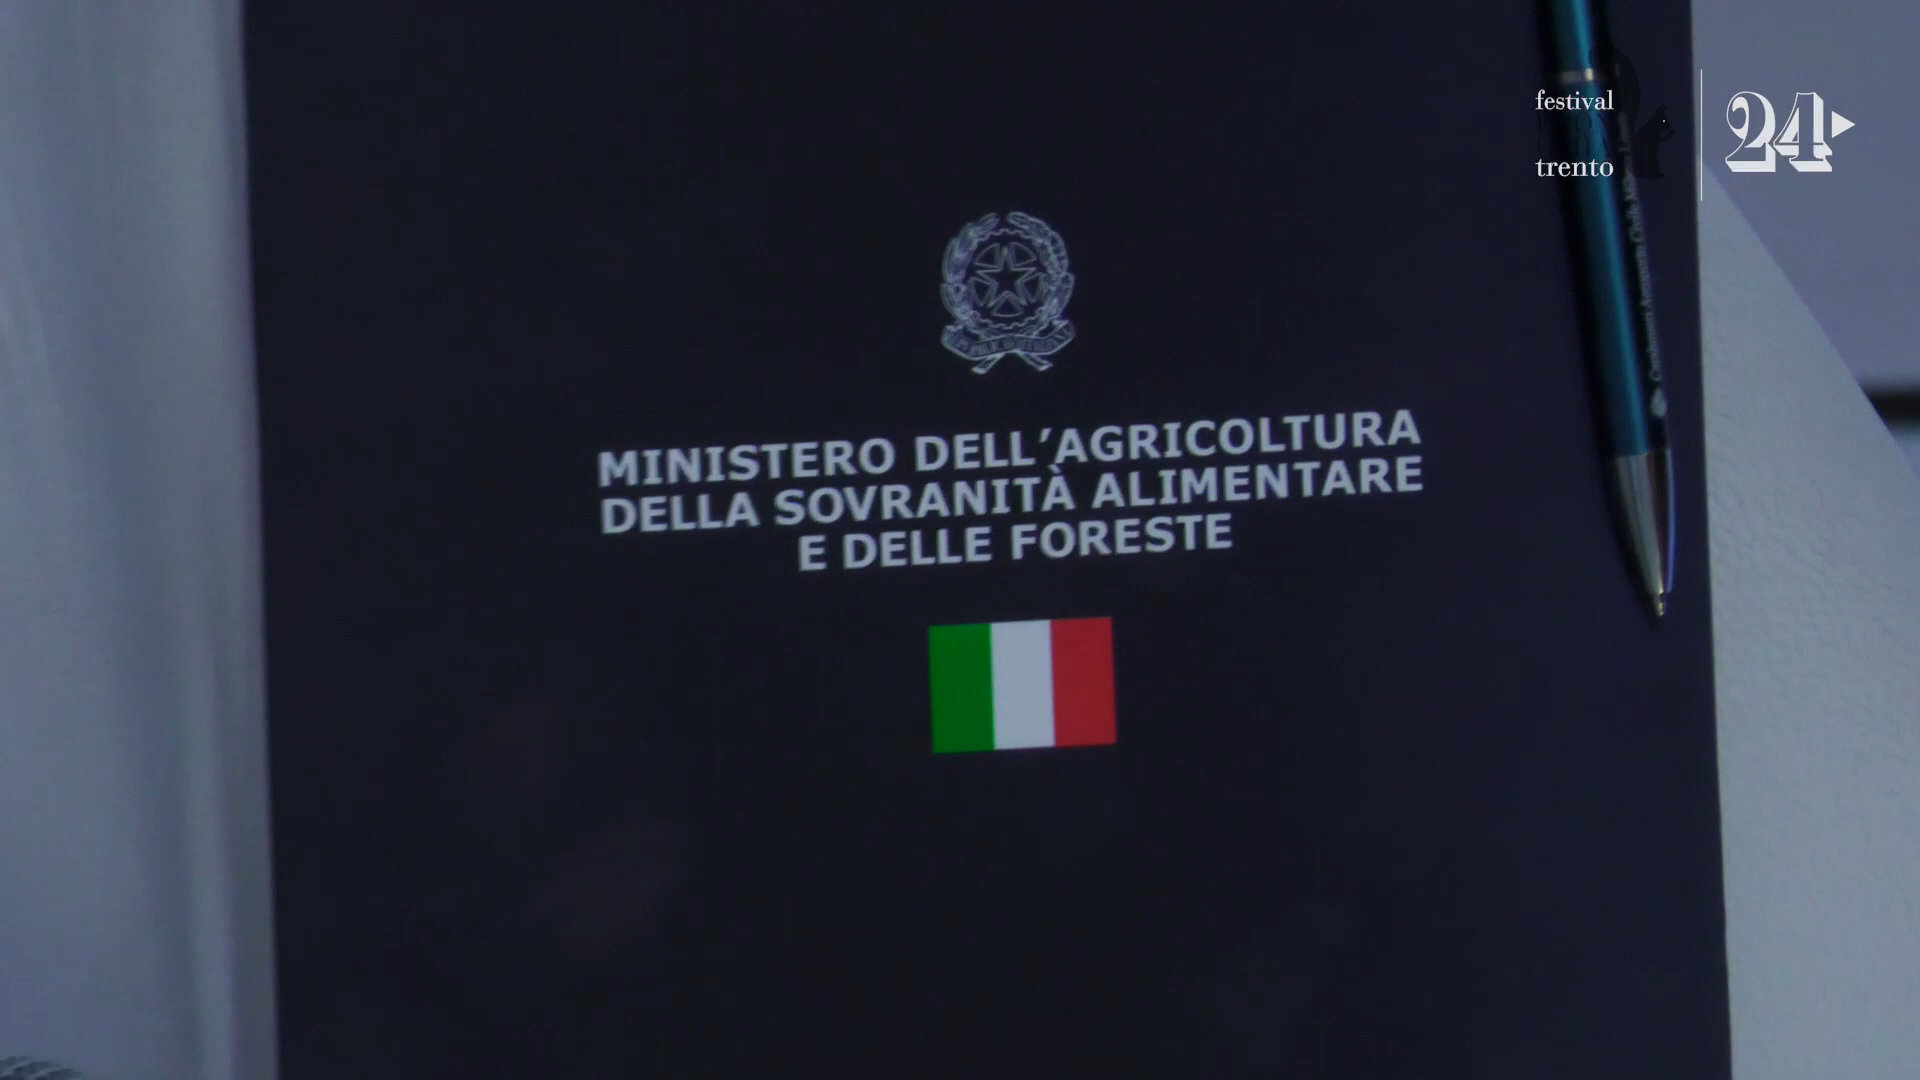 festival
trento
24
MINISTERO DELL'AGRICOLTURA
DELLA SOVRANITÀ ALIMENTARE
E DELLE FORESTE